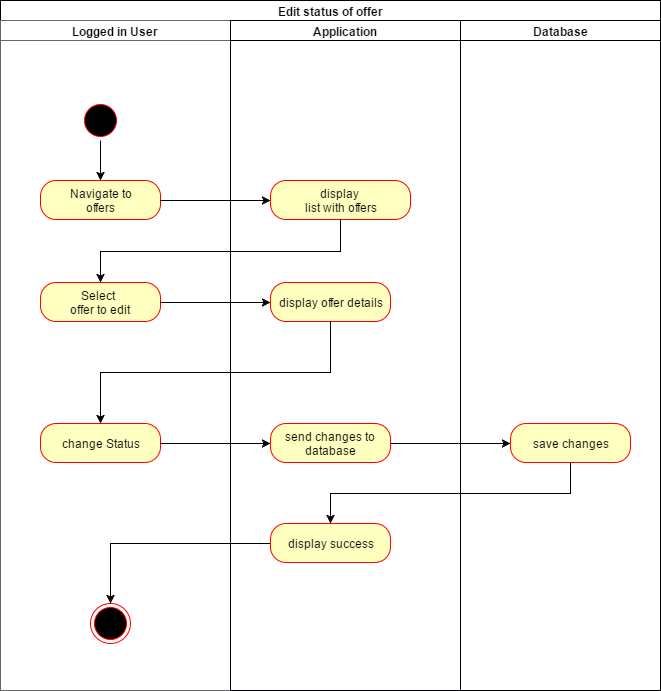 Edit status of offer
Logged in User
Application
Database
Navigate to
offers
display
list with offers
Select
offer to edit
display offer details
change Status
send changes to
database
save changes
display success